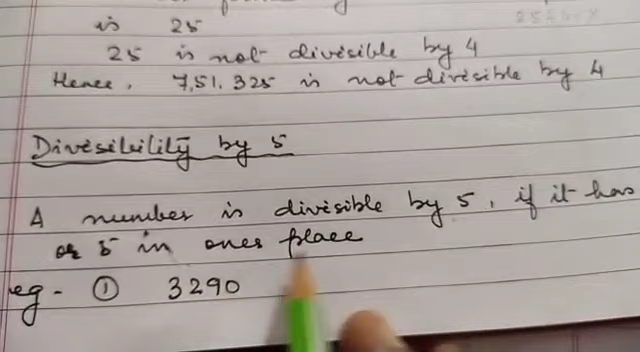 is 25
25 is not divisible by 4
Hence, 7,51,325 is not divisible by 4
Divisibility by 5
A number is divisible by 5, if it has
or 5 in ones place
eg - ① 3290